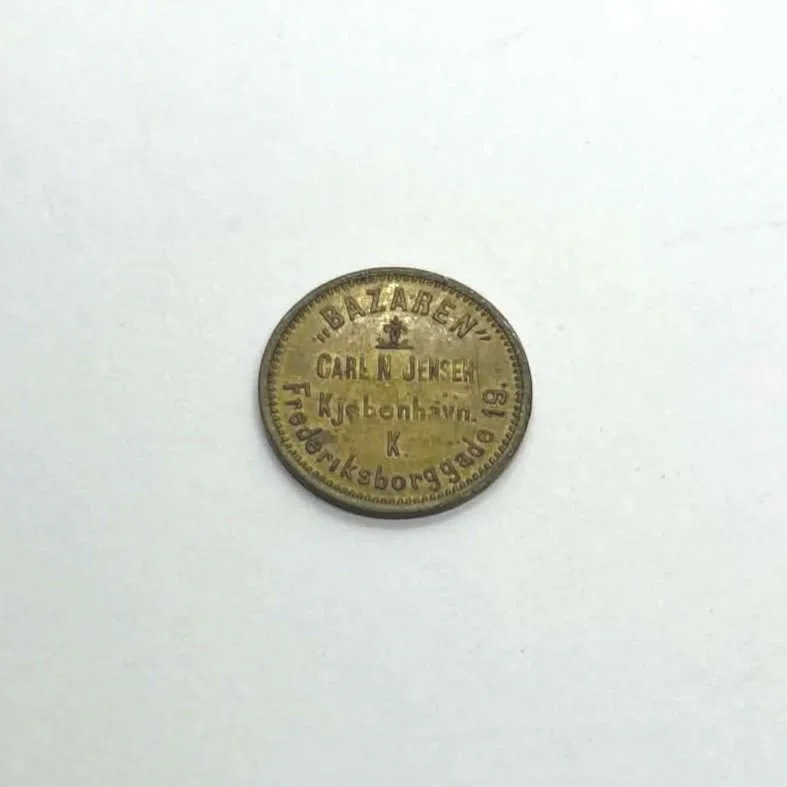 „BAZAREN”
CARL N JENSEN
Kjøbenhavn.
K.
Frederiksborggade 19.